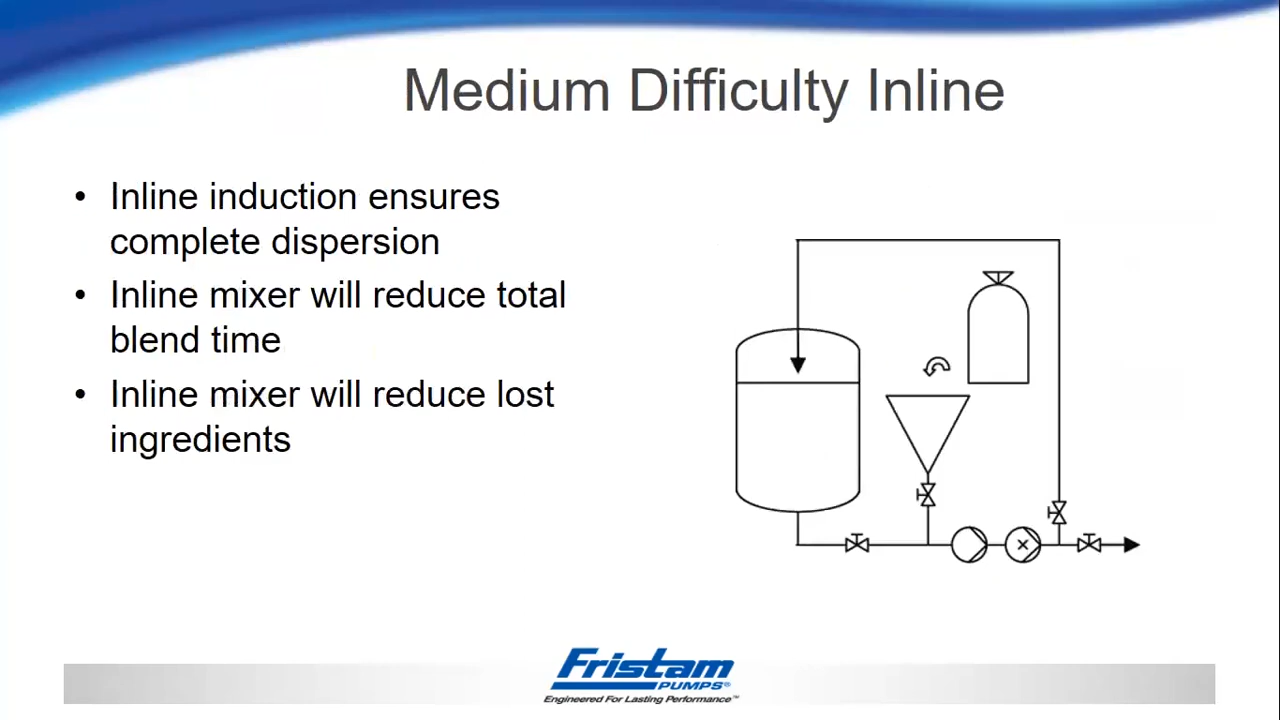 Medium Difficulty Inline
• Inline induction ensures
complete dispersion
• Inline mixer will reduce total
blend time
• Inline mixer will reduce lost
ingredients
Fristam
PUMPS®
Engineered For Lasting Performance™